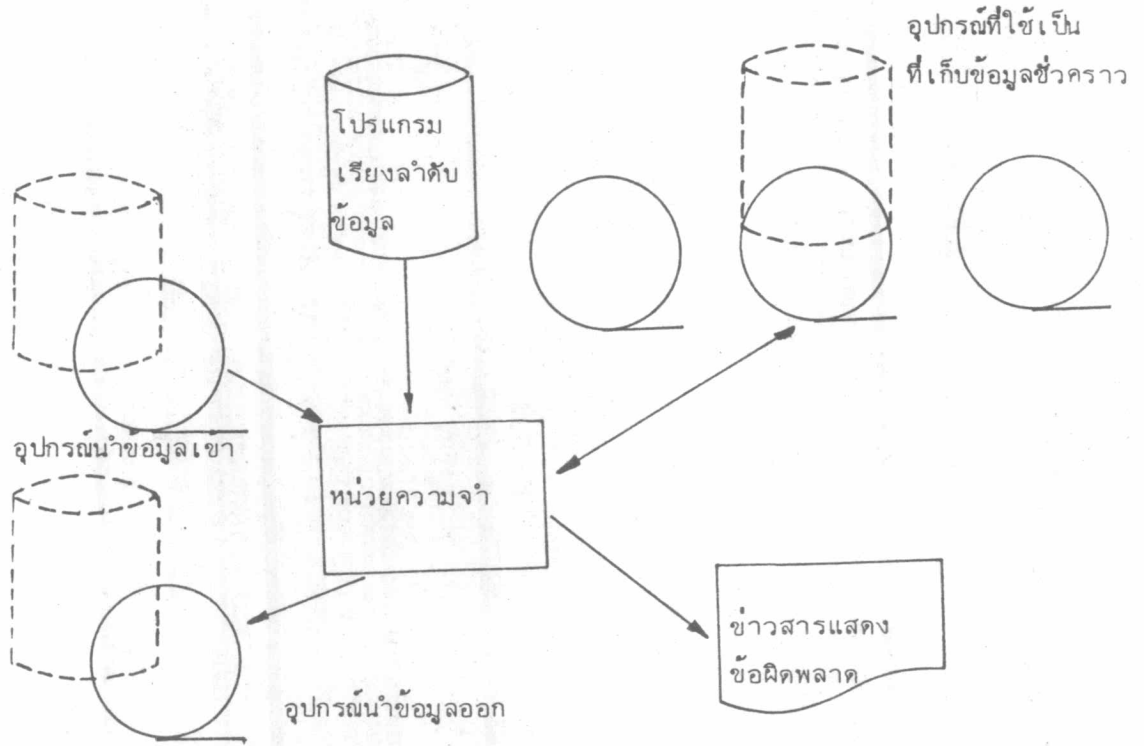 อุปกรณ์ที่ใช้เป็น
ที่เก็บข้อมูลชั่วคราว
โปรแกรม
เรียงลำดับ
ข้อมูล
อุปกรณ์นำข้อมูลเข้า
หน่วยความจำ
ข่าวสารแสดง
ข้อผิดพลาด
อุปกรณ์นำข้อมูลออก